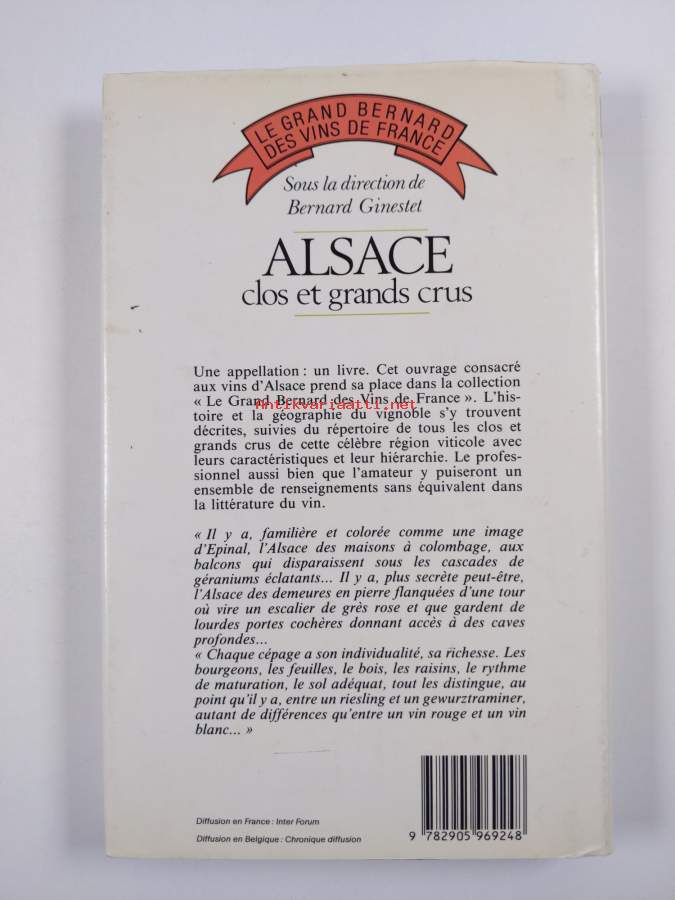 LE GRAND BERNARD
DES VINS DE FRANCE
Sous la direction de
Bernard Ginestet
ALSACE
clos et grands crus
Une appellation : un livre. Cet ouvrage consacré
aux vins d'Alsace prend sa place dans la collection
« Le Grand Bernard des Vins de France ». L'his-
antikvariaatti.net
toire et la géographie du vignoble s'y trouvent
décrites, suivies du répertoire de tous les clos et
grands crus de cette célèbre région viticole avec
leurs caractéristiques et leur hiérarchie. Le profes-
sionnel aussi bien que l'amateur y puiseront un
ensemble de renseignements sans équivalent dans
la littérature du vin.
« Il y a, familière et colorée comme une image
d'Epinal, l'Alsace des maisons à colombage, aux
balcons qui disparaissent sous les cascades de
géraniums éclatants... Il y a, plus secrète peut-être,
l'Alsace des demeures en pierre flanquées d'une tour
où vire un escalier de grès rose et que gardent de
lourdes portes cochères donnant accès à des caves
profondes...
« Chaque cépage a son individualité, sa richesse. Les
bourgeons, les feuilles, le bois, les raisins, le rythme
de maturation, le sol adéquat, tout les distingue, au
point qu'il y a, entre un riesling et un gewurztraminer,
autant de différences qu'entre un vin rouge et un vin
blanc... »
Diffusion en France : Inter Forum
Diffusion en Belgique : Chronique diffusion
9 782905 969248